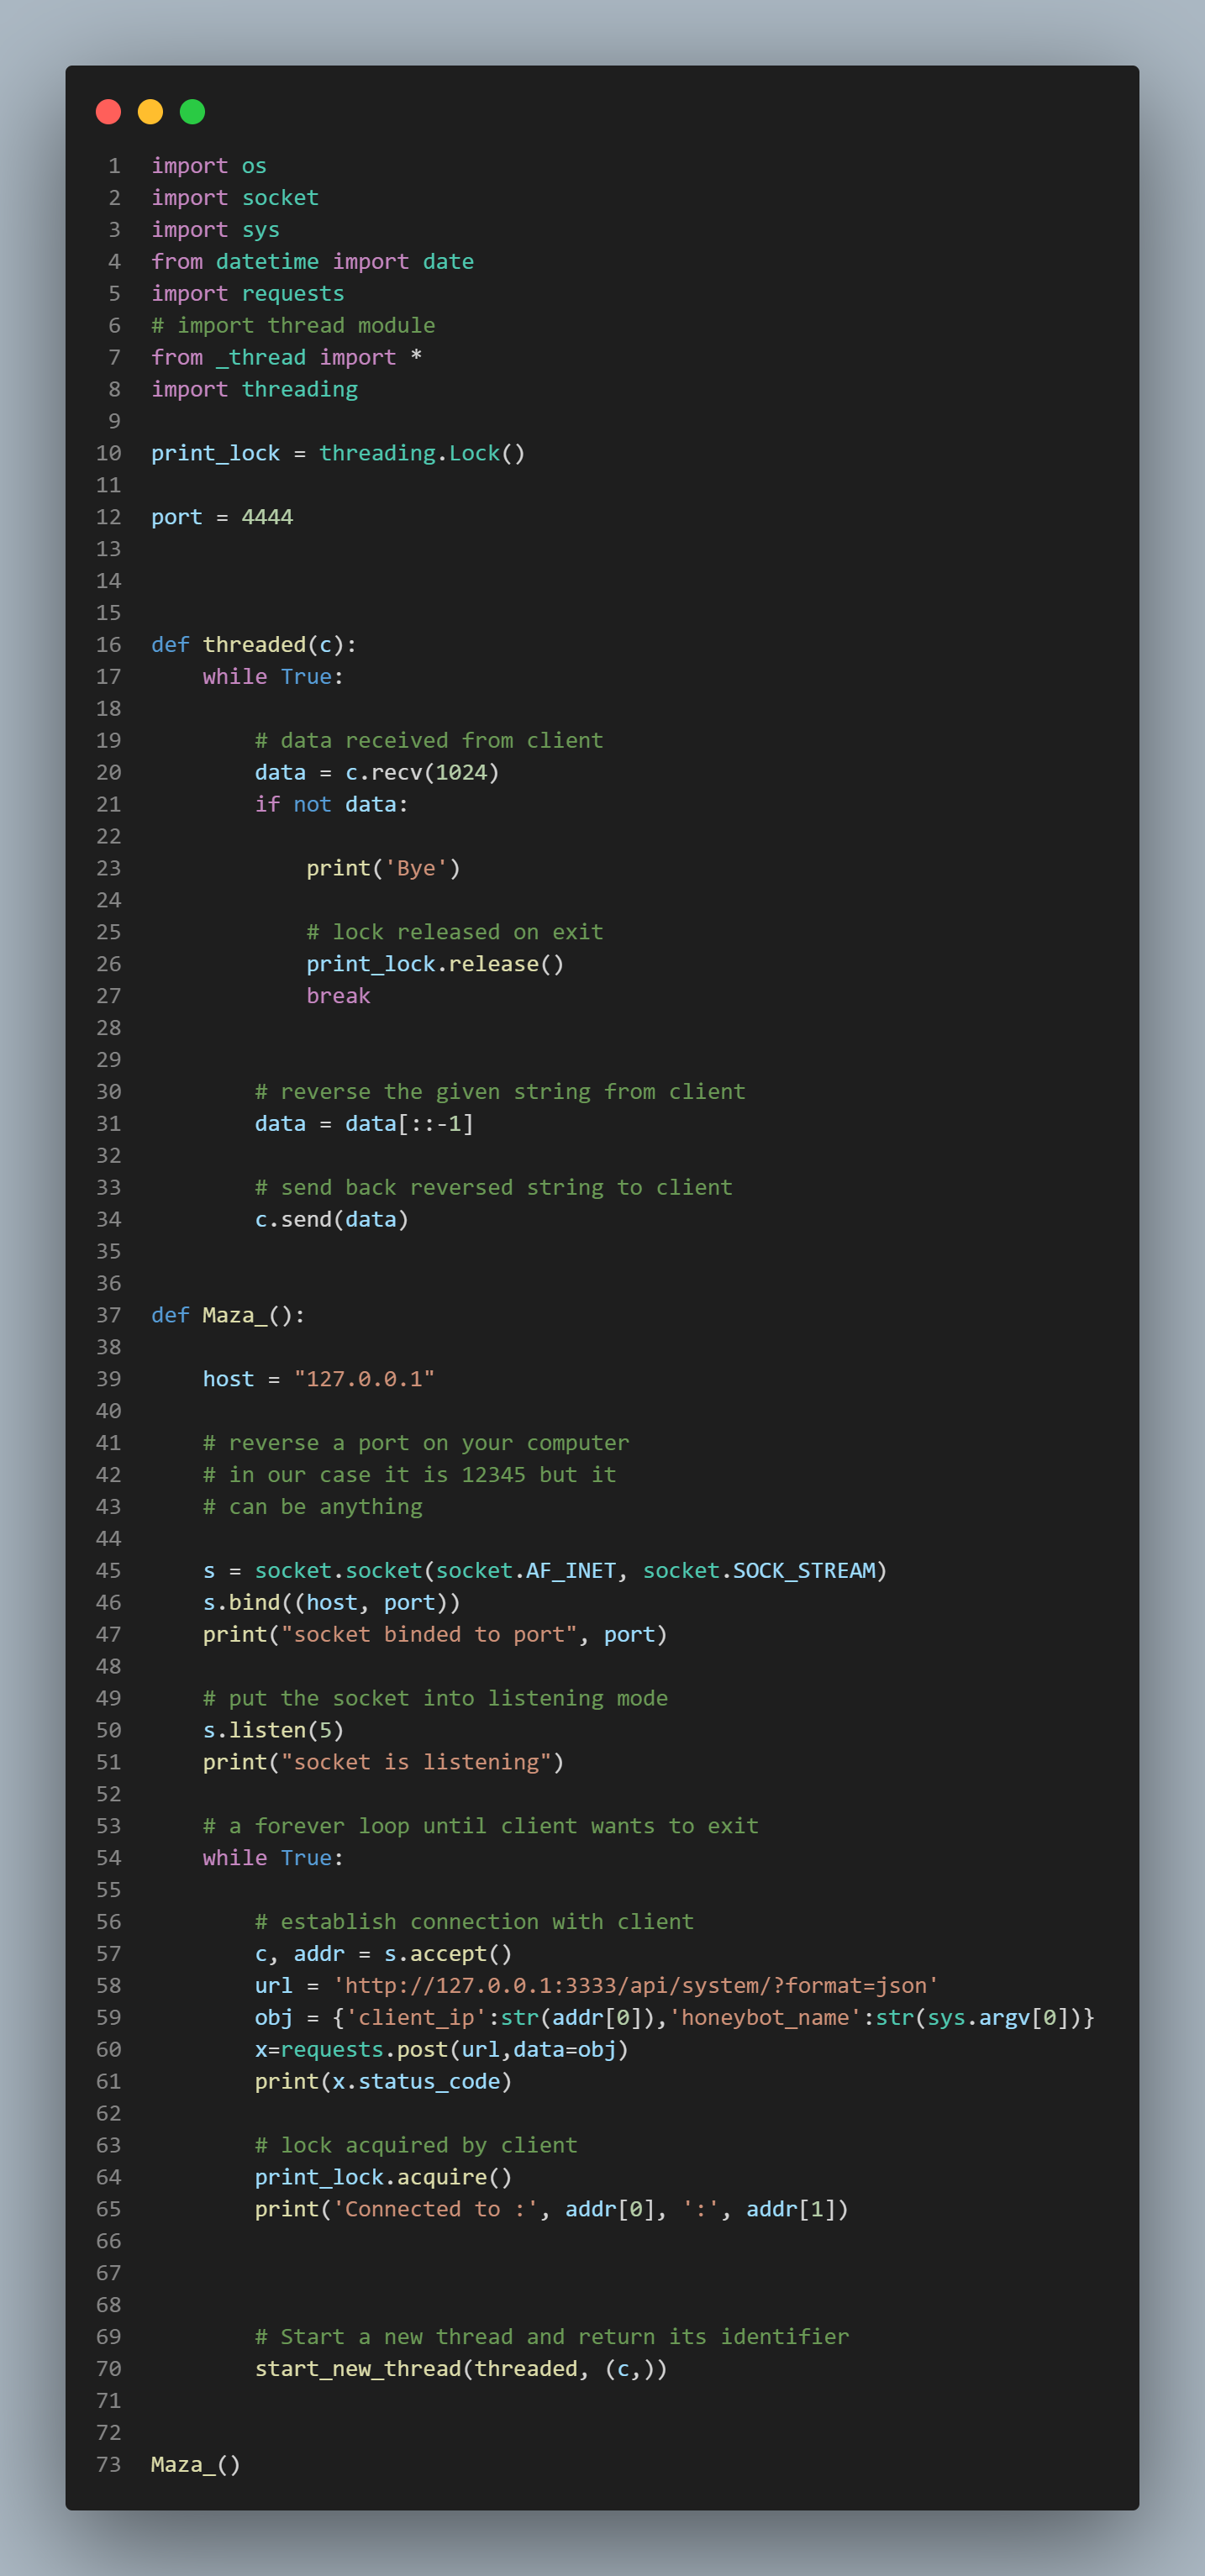 1 import os
2 import socket
3 import sys
4 from datetime import date
5 import requests
6 # import thread module
7 from _thread import *
8 import threading
9
10 print_lock = threading.Lock()
11
12 port = 4444
13
14
15
16 def threaded(c):
17     while True:
18
19         # data received from client
20         data = c.recv(1024)
21         if not data:
22
23             print('Bye')
24
25             # lock released on exit
26             print_lock.release()
27             break
28
29
30         # reverse the given string from client
31         data = data[::-1]
32
33         # send back reversed string to client
34         c.send(data)
35
36
37 def Maza_():
38
39     host = "127.0.0.1"
40
41     # reverse a port on your computer
42     # in our case it is 12345 but it
43     # can be anything
44
45     s = socket.socket(socket.AF_INET, socket.SOCK_STREAM)
46     s.bind((host, port))
47     print("socket binded to port", port)
48
49     # put the socket into listening mode
50     s.listen(5)
51     print("socket is listening")
52
53     # a forever loop until client wants to exit
54     while True:
55
56         # establish connection with client
57         c, addr = s.accept()
58         url = 'http://127.0.0.1:3333/api/system/?format=json'
59         obj = {'client_ip':str(addr[0]),'honeybot_name':str(sys.argv[0])}
60         x=requests.post(url,data=obj)
61         print(x.status_code)
62
63         # lock acquired by client
64         print_lock.acquire()
65         print('Connected to :', addr[0], ':', addr[1])
66
67
68
69         # Start a new thread and return its identifier
70         start_new_thread(threaded, (c,))
71
72
73 Maza_()